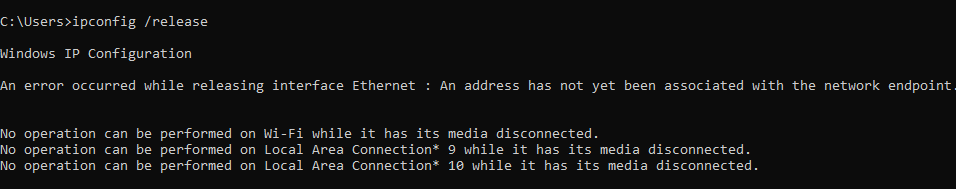 C:\Users>ipconfig /release
Windows IP Configuration
An error occurred while releasing interface Ethernet : An address has not yet been associated with the network endpoint.
No operation can be performed on Wi-Fi while it has its media disconnected.
No operation can be performed on Local Area Connection* 9 while it has its media disconnected.
No operation can be performed on Local Area Connection* 10 while it has its media disconnected.